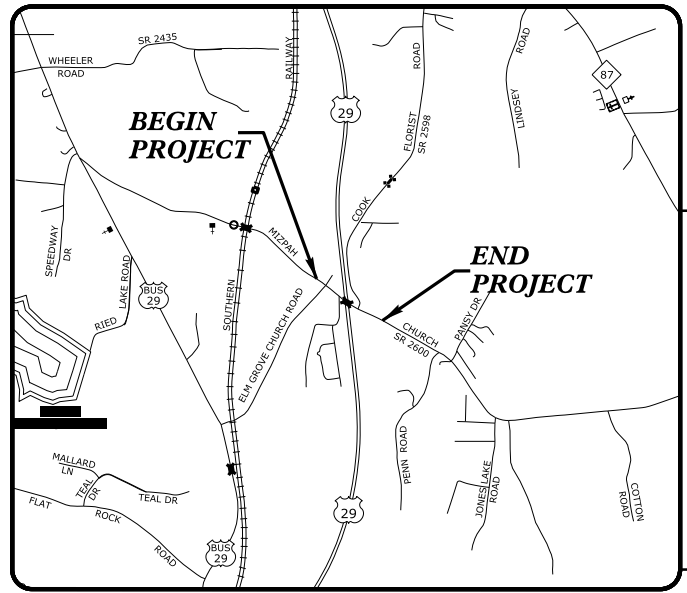 SR 2435
WHEELER
ROAD
RAILWAY
29
ROAD
FLORIST
SR 2598
ROAD
LINDSEY
87
BEGIN
PROJECT
COOK
MIZPAH
END
PROJECT
SPEEDWAY
DR
LAKE ROAD
RIED
BUS
29
SOUTHERN
ELM GROVE CHURCH ROAD
CHURCH
SR 2600
PANSY DR
MALLARD
LN
TEAL
DR
TEAL DR
FLAT
ROCK
ROAD
BUS
29
29
PENN ROAD
JONES LAKE
ROAD
COTTON
ROAD